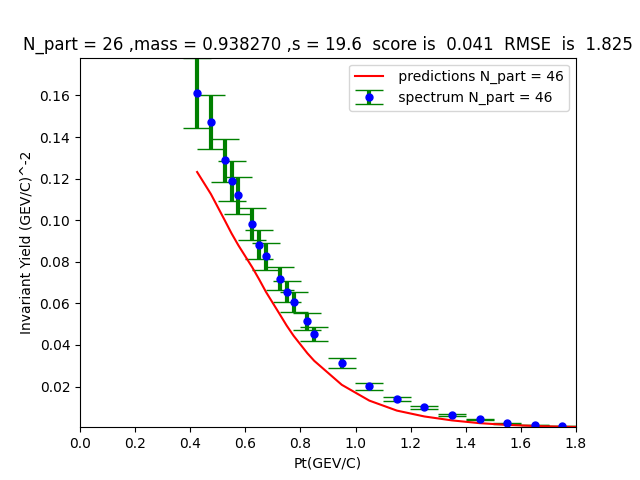 N_part = 26 ,mass = 0.938270 ,s = 19.6  score is  0.041  RMSE  is  1.825
predictions N_part = 46
spectrum N_part = 46
Invariant Yield (GEV/C)^-2
0.16
0.14
0.12
0.10
0.08
0.06
0.04
0.02
0.0 0.2 0.4 0.6 0.8 1.0 1.2 1.4 1.6 1.8
Pt(GEV/C)